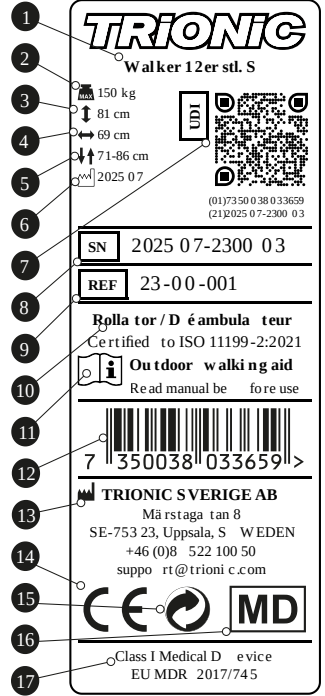 1
TRIONIC
Walker 12er stl. S
2
MAX 150 kg
3
81 cm
4
69 cm
5
71-86 cm
6
2025 07
UDI
(01)7350038033659
(21)202507-2300 03
7
8
SN 2025 07-2300 03
9
REF 23-00-001
10
Rollator/Déambulateur
Certified to ISO 11199-2:2021
11
Outdoor walking aid
Read manual before use
12
7 350038 033659 >
13
TRIONIC SVERIGE AB
Märstagatan 8
SE-753 23, Uppsala, SWEDEN
+46 (0)8 522 100 50
support@trionic.com
14
15
CE MD
16
17
Class I Medical Device
EU MDR 2017/745